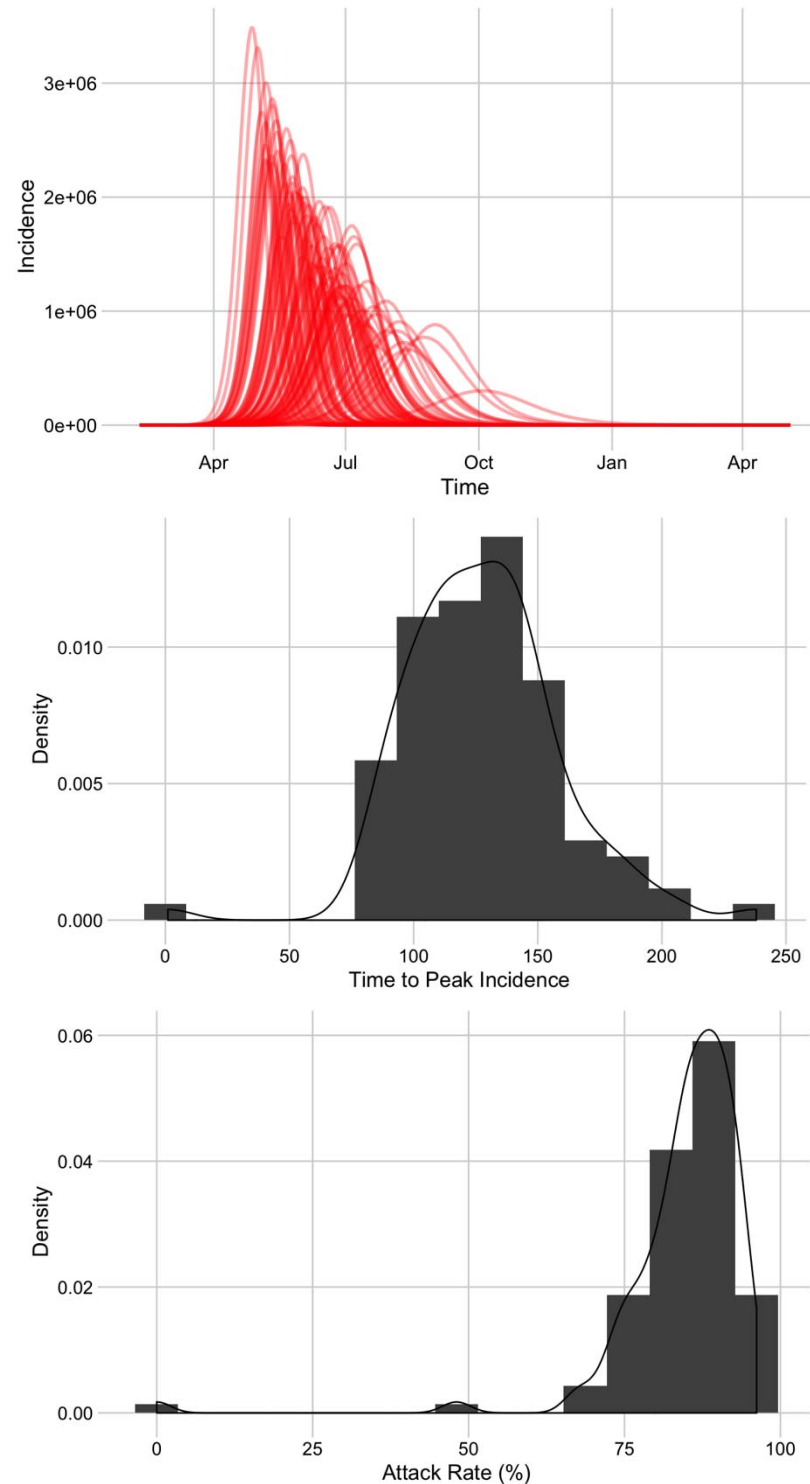 3e+06
2e+06
1e+06
0e+00
Incidence
Apr Jul Oct Jan Apr
Time
0.010
0.005
0.000
Density
0 50 100 150 200 250
Time to Peak Incidence
0.06
0.04
0.02
0.00
Density
0 25 50 75 100
Attack Rate (%)